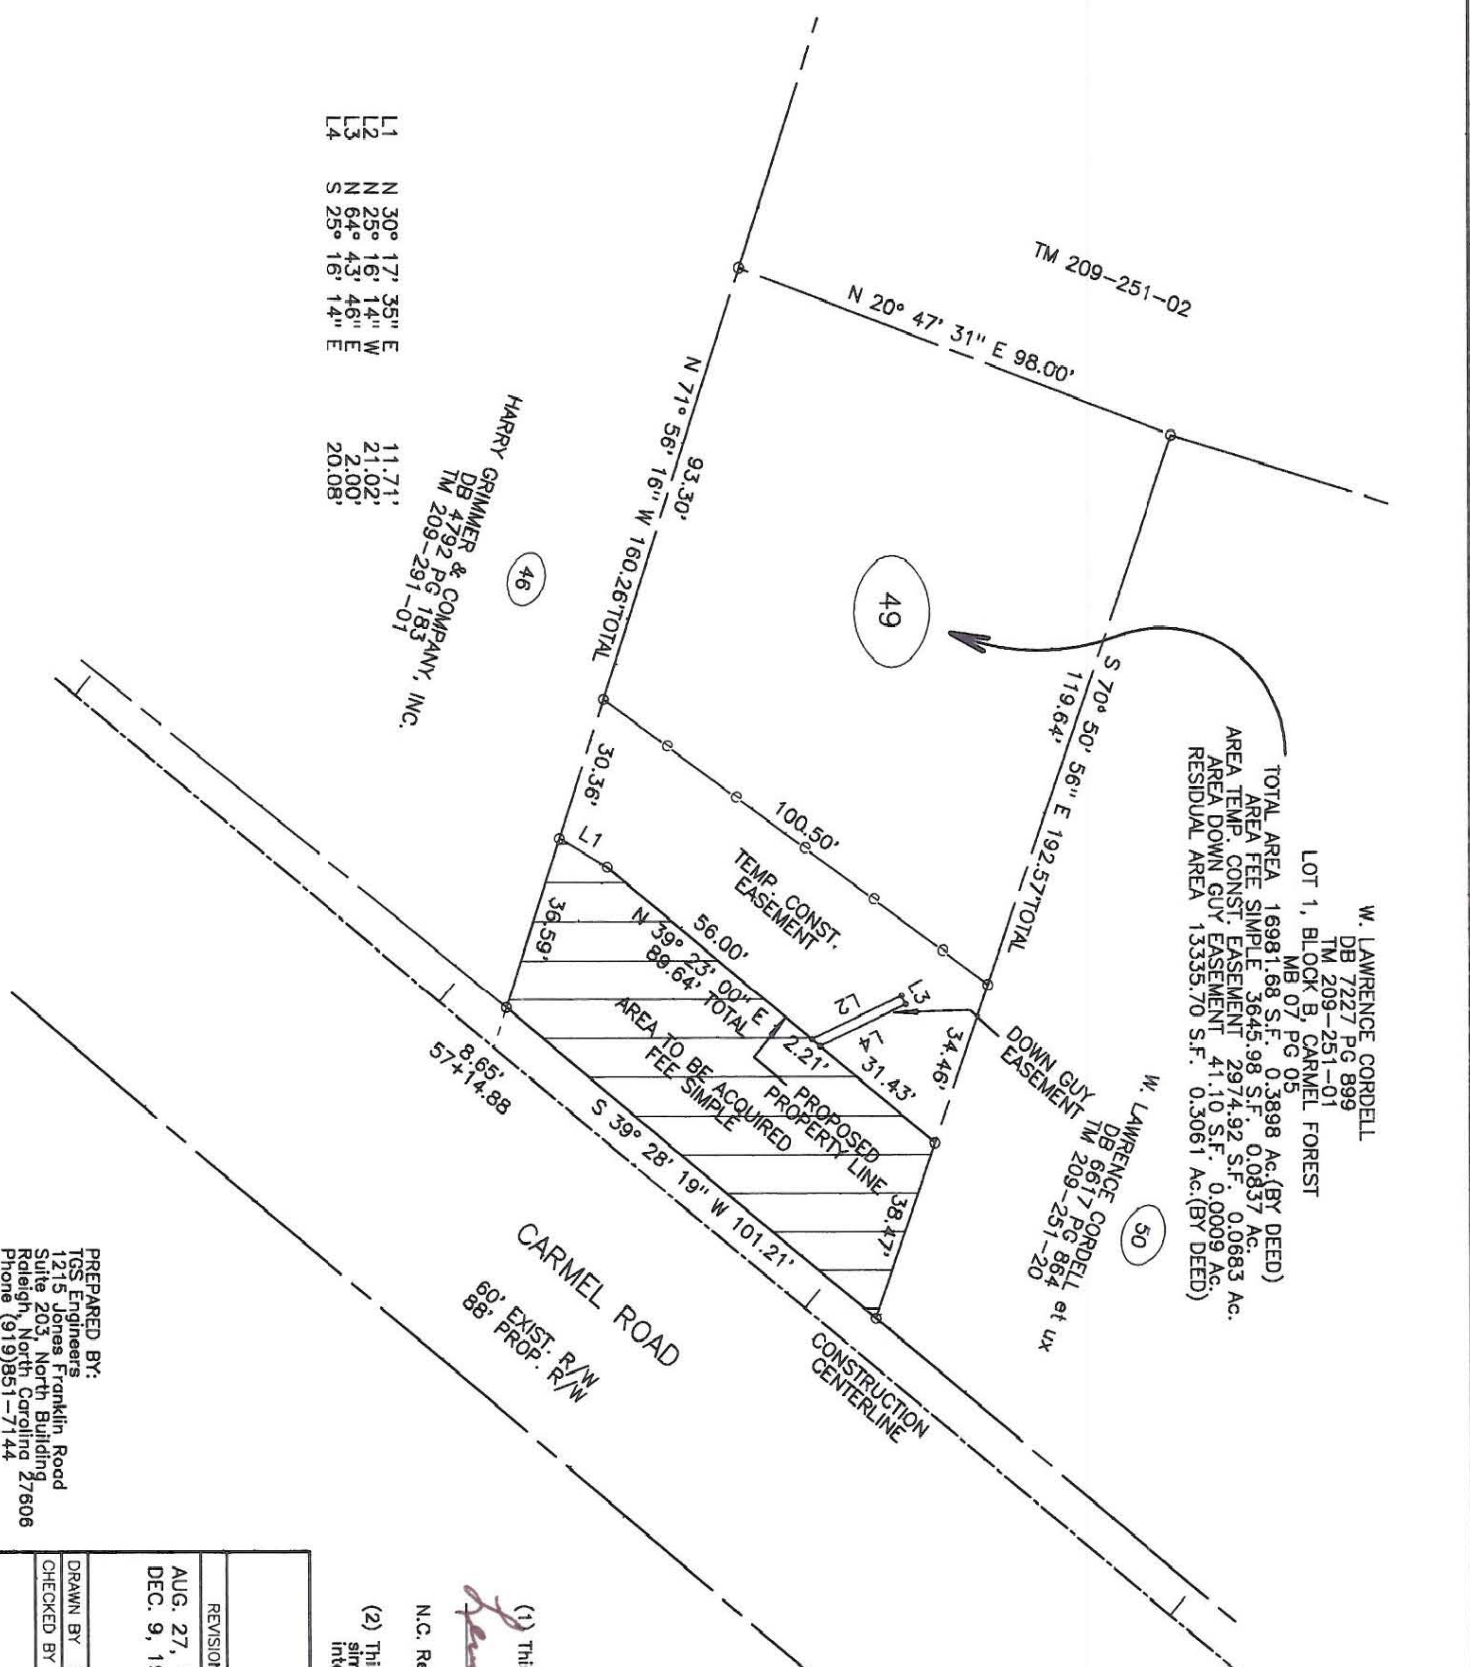 W. LAWRENCE CORDELL
DB 7227 PG 899
TM 209-251-01
LOT 1, BLOCK B, CARMEL FOREST
MB 07 PG 05
TOTAL AREA 16981.68 S.F. 0.3898 Ac.(BY DEED)
AREA FEE SIMPLE 3645.98 S.F. 0.0837 Ac.
AREA TEMP. CONST. EASEMENT 2974.92 S.F. 0.0683 Ac.
AREA DOWN GUY EASEMENT 41.10 S.F. 0.0009 Ac.
RESIDUAL AREA 13335.70 S.F. 0.3061 Ac.(BY DEED)
TM 209-251-02
N 20° 47' 31" E 98.00'
S 70° 50' 56" E 192.57'TOTAL
119.64'
49
50
W. LAWRENCE CORDELL et ux
DB 6617 PG 864
TM 209-251-20
DOWN GUY
EASEMENT
34.46'
38.47'
93.30'
N 71° 56' 16" W 160.26'TOTAL
30.36'
36.59'
100.50'
TEMP. CONST.
EASEMENT
L1
L2
L3
L4
31.43'
2.21'
56.00'
N 39° 23' 00" E
89.64' TOTAL
PROPOSED
PROPERTY LINE
AREA TO BE ACQUIRED
FEE SIMPLE
S 39° 28' 19" W 101.21'
8.65'
57+14.88
46
HARRY GRIMMER & COMPANY, INC.
DB 4792 PG 183
TM 209-291-01
L1 N 30° 17' 35" E 11.71'
L2 N 25° 16' 14" W 21.02'
L3 N 64° 43' 46" E 2.00'
L4 S 25° 16' 14" E 20.08'
CARMEL ROAD
60' EXIST. R/W
88' PROP. R/W
CONSTRUCTION
CENTERLINE
PREPARED BY:
TGS Engineers
1215 Jones Franklin Road
Suite 203, North Building
Raleigh, North Carolina 27606
Phone (919)851-7144
(1) Thi
N.C. Re
(2) Thi
sim
inte
REVISION
AUG. 27,
DEC. 9, 19
DRAWN BY
CHECKED BY